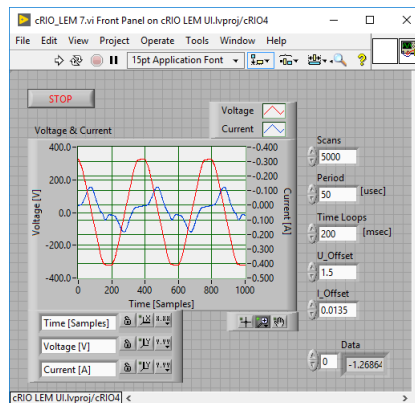 cRIO_LEM 7.vi Front Panel on cRIO LEM UI.lvproj/cRIO4
File Edit View Project Operate Tools Window Help
15pt Application Font
STOP
Voltage
Current
Voltage & Current
Voltage [V]
400.0
200.0
0.0
-200.0
-400.0
-0.400
-0.300
-0.200
-0.100
0.000
0.100
0.200
0.300
0.400
0.500
Current [A]
0 200 400 600 800 1000
Time [Samples]
Time [Samples]
Voltage [V]
Current [A]
Scans
5000
Period
50 [usec]
Time Loops
200 [msec]
U_Offset
1.5
I_Offset
0.0135
Data
0 -1.26864
cRIO LEM UI.lvproj/cRIO4